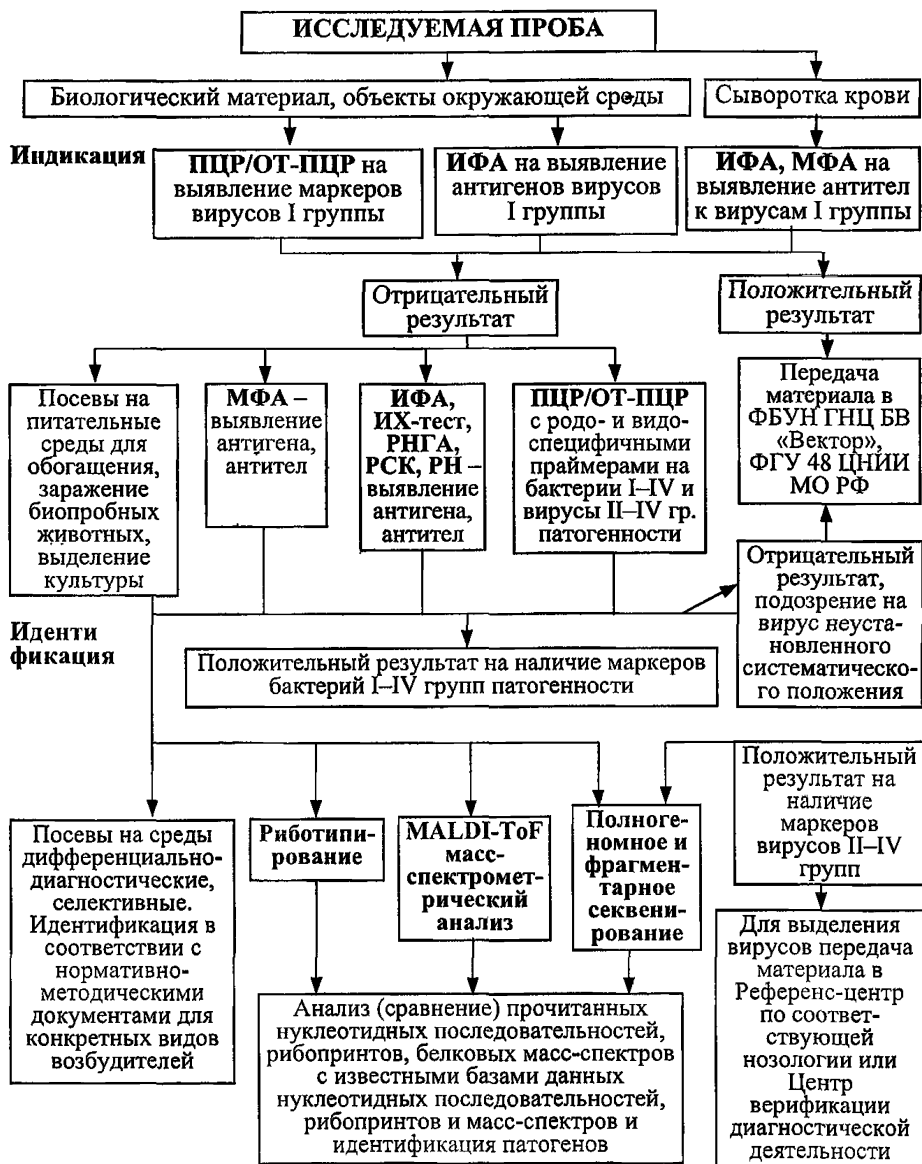 ИССЛЕДУЕМАЯ ПРОБА
Биологический материал, объекты окружающей среды
Сыворотка крови
Индикация
ПЦР/ОТ-ПЦР на
выявление маркеров
вирусов I группы
ИФА на выявление
антигенов вирусов
I группы
ИФА, МФА на
выявление антител
к вирусам I группы
Отрицательный
результат
Положительный
результат
Посевы на
питательные
среды для
обогащения,
заражение
биопробных
животных,
выделение
культуры
МФА –
выявление
антигена,
антител
ИФА,
ИХ-тест,
РНГА,
РСК, РН –
выявление
антигена,
антител
ПЦР/ОТ-ПЦР
с родо- и видо-
специфичными
праймерами на
бактерии I–IV и
вирусы II–IV гр.
патогенности
Передача
материала в
ФБУН ГНЦ БВ
«Вектор»,
ФГУ 48 ЦНИИ
МО РФ
Отрицательный
результат,
подозрение на
вирус неуста-
новленного
систематическо-
го положения
Иденти
фикация
Положительный результат на наличие маркеров
бактерий I–IV групп патогенности
Положительный
результат на
наличие
маркеров
вирусов II–IV
групп
Посевы на среды
дифференциально-
диагностические,
селективные.
Идентификация в
соответствии с
нормативно-
методическими
документами для
конкретных видов
возбудителей
Риботипи-
рование
MALDI-ToF
масс-
спектромет-
рический
анализ
Полноге-
номное и
фрагмен-
тарное
секвени-
рование
Анализ (сравнение) прочитанных
нуклеотидных последовательностей,
рибопринтов, белковых масс-спектров
с известными базами данных
нуклеотидных последовательностей,
рибопринтов и масс-спектров и
идентификация патогенов
Для выделения
вирусов передача
материала в
Референс-центр
по соответ-
ствующей
нозологии или
Центр
верификации
диагностической
деятельности